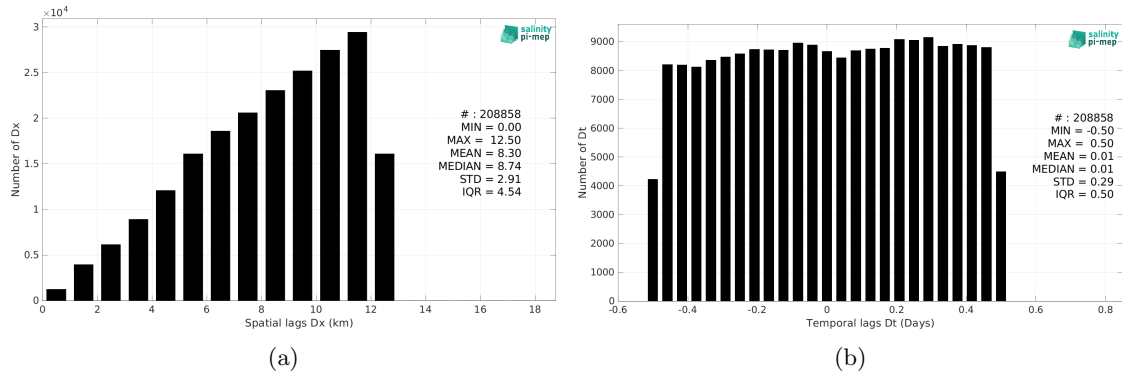 ×10⁴
3
2.5
2
1.5
1
0.5
0
Number of Dx
0 2 4 6 8 10 12 14 16 18
Spatial lags Dx (km)
salinity
pi-mep
# : 208858
MIN = 0.00
MAX = 12.50
MEAN = 8.30
MEDIAN = 8.74
STD = 2.91
IQR = 4.54
(a)
9000
8000
7000
6000
5000
4000
3000
2000
1000
0
Number of Dt
-0.6 -0.4 -0.2 0 0.2 0.4 0.6 0.8
Temporal lags Dt (Days)
salinity
pi-mep
# : 208858
MIN = -0.50
MAX = 0.50
MEAN = 0.01
MEDIAN = 0.01
STD = 0.29
IQR = 0.50
(b)